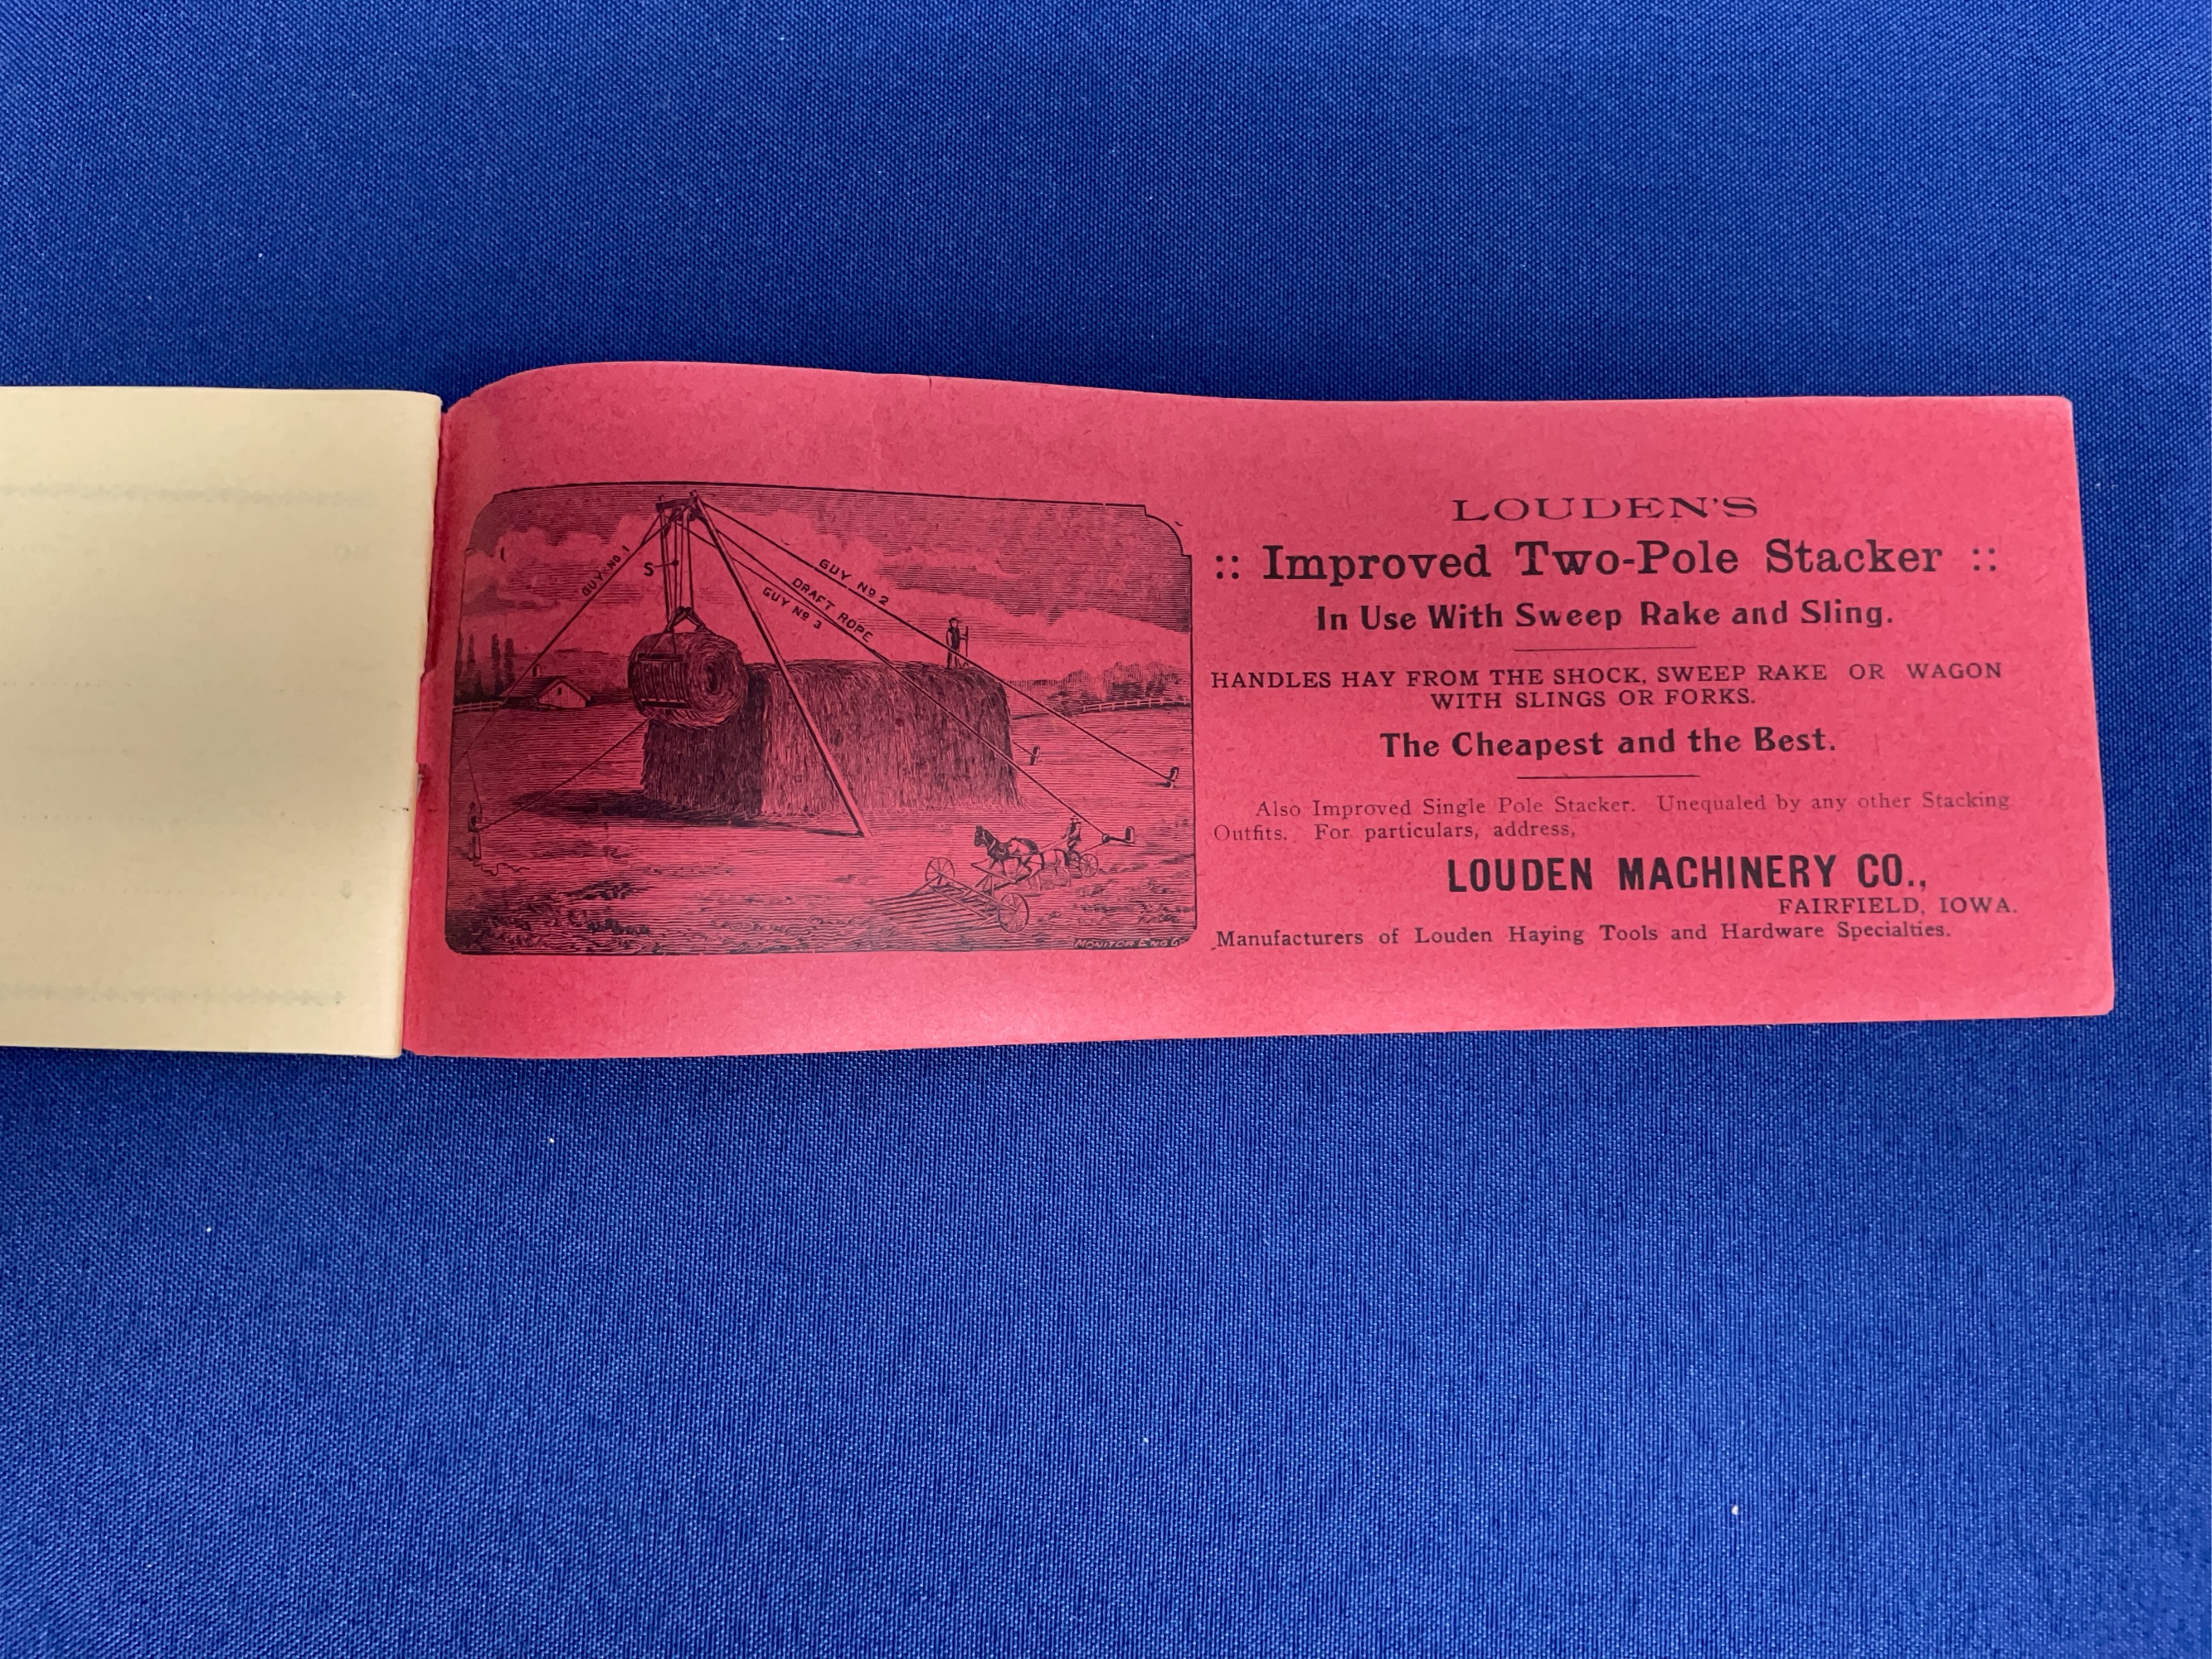 GUY NO. 1
S
GUY Nº 2
DRAFT ROPE
GUY Nº 3
MONITOR ENG Co
LOUDEN'S
:: Improved Two-Pole Stacker ::
In Use With Sweep Rake and Sling.
HANDLES HAY FROM THE SHOCK, SWEEP RAKE OR WAGON
WITH SLINGS OR FORKS.
The Cheapest and the Best.
Also Improved Single Pole Stacker. Unequaled by any other Stacking
Outfits. For particulars, address,
LOUDEN MACHINERY CO.,
FAIRFIELD, IOWA.
Manufacturers of Louden Haying Tools and Hardware Specialties.